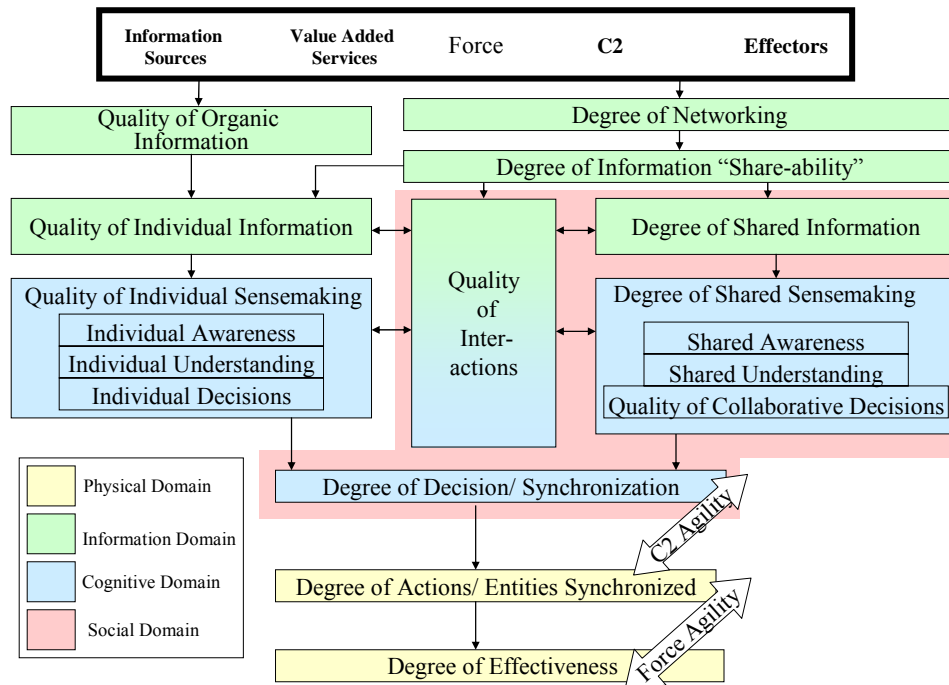 Information
Sources
Value Added
Services
Force
C2
Effectors
Quality of Organic
Information
Degree of Networking
Degree of Information “Share-ability”
Quality of Individual Information
Degree of Shared Information
Quality of Individual Sensemaking
Individual Awareness
Individual Understanding
Individual Decisions
Quality
of
Inter-
actions
Degree of Shared Sensemaking
Shared Awareness
Shared Understanding
Quality of Collaborative Decisions
Physical Domain
Information Domain
Cognitive Domain
Social Domain
Degree of Decision/ Synchronization
C2 Agility
Degree of Actions/ Entities Synchronized
Force Agility
Degree of Effectiveness